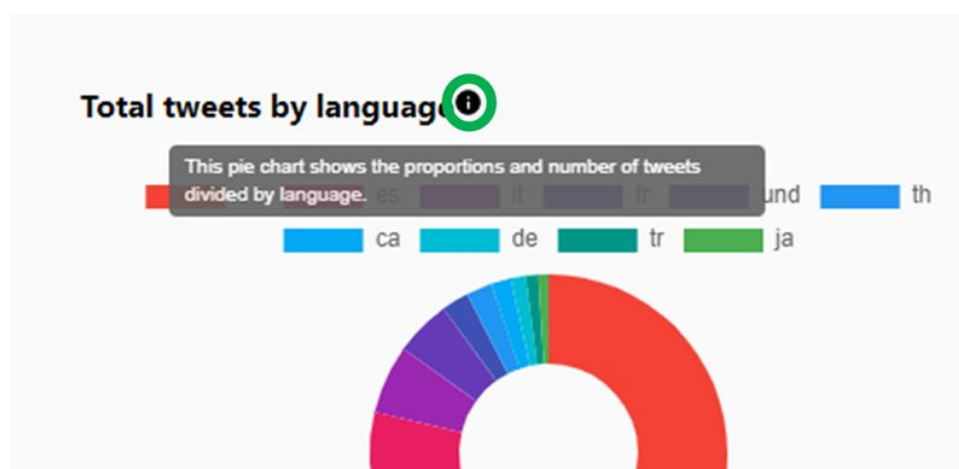 Total tweets by language
This pie chart shows the proportions and number of tweets
divided by language.
es it fr und th
ca de tr ja